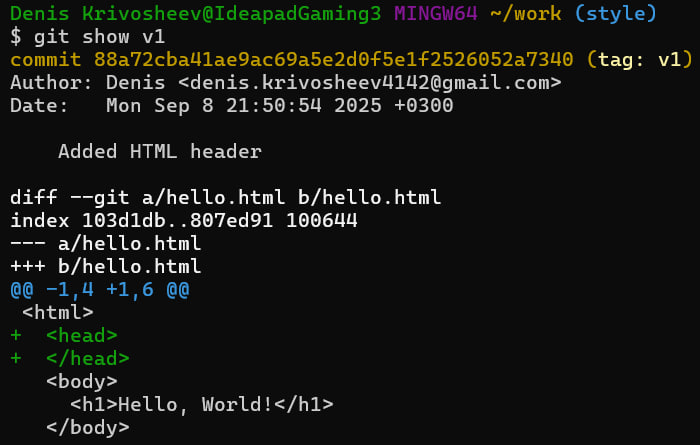 Denis Krivosheev@IdeapadGaming3 MINGW64 ~/work (style)
$ git show v1
commit 88a72cba41ae9ac69a5e2d0f5e1f2526052a7340 (tag: v1)
Author: Denis <denis.krivosheev4142@gmail.com>
Date:   Mon Sep 8 21:50:54 2025 +0300

    Added HTML header

diff --git a/hello.html b/hello.html
index 103d1db..807ed91 100644
--- a/hello.html
+++ b/hello.html
@@ -1,4 +1,6 @@
 <html>
+  <head>
+  </head>
   <body>
     <h1>Hello, World!</h1>
   </body>